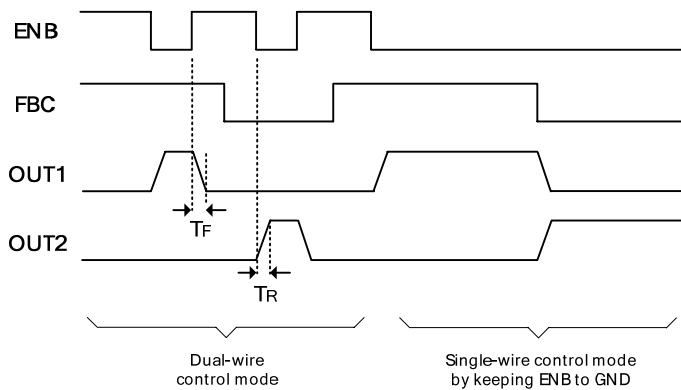 ENB
FBC
OUT1
TF
OUT2
TR
Dual-wire
control mode
Single-wire control mode
by keeping ENB to GND